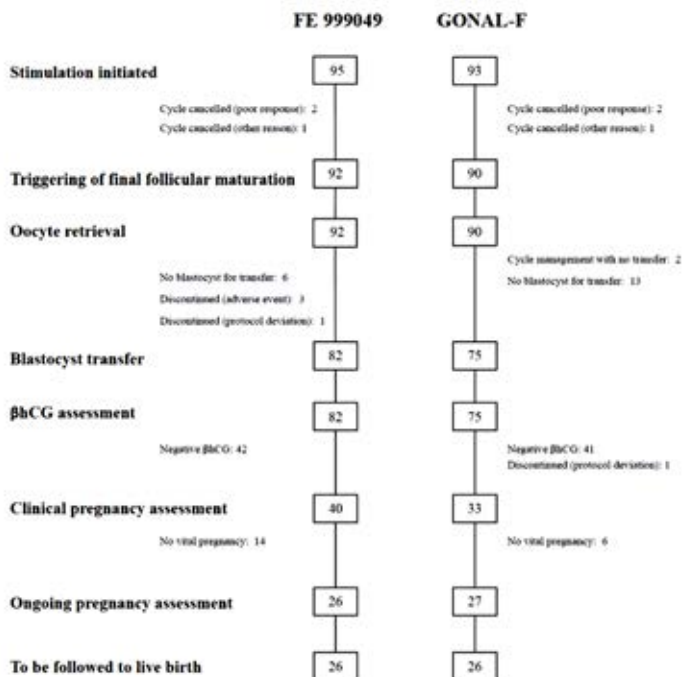 FE 999049 GONAL-F
Stimulation initiated 95 93
Cycle cancelled (poor response): 2 Cycle cancelled (poor response): 2
Cycle cancelled (other reason): 1 Cycle cancelled (other reason): 1
Triggering of final follicular maturation 92 90
Oocyte retrieval 92 90
Cycle management with no transfer: 2
No blastocyst for transfer: 6 No blastocyst for transfer: 13
Discontinued (adverse event): 3
Discontinued (protocol deviation): 1
Blastocyst transfer 82 75
βhCG assessment 82 75
Negative βhCG: 42 Negative βhCG: 41
Discontinued (protocol deviation): 1
Clinical pregnancy assessment 40 33
No vital pregnancy: 14 No vital pregnancy: 6
Ongoing pregnancy assessment 26 27
To be followed to live birth 26 26